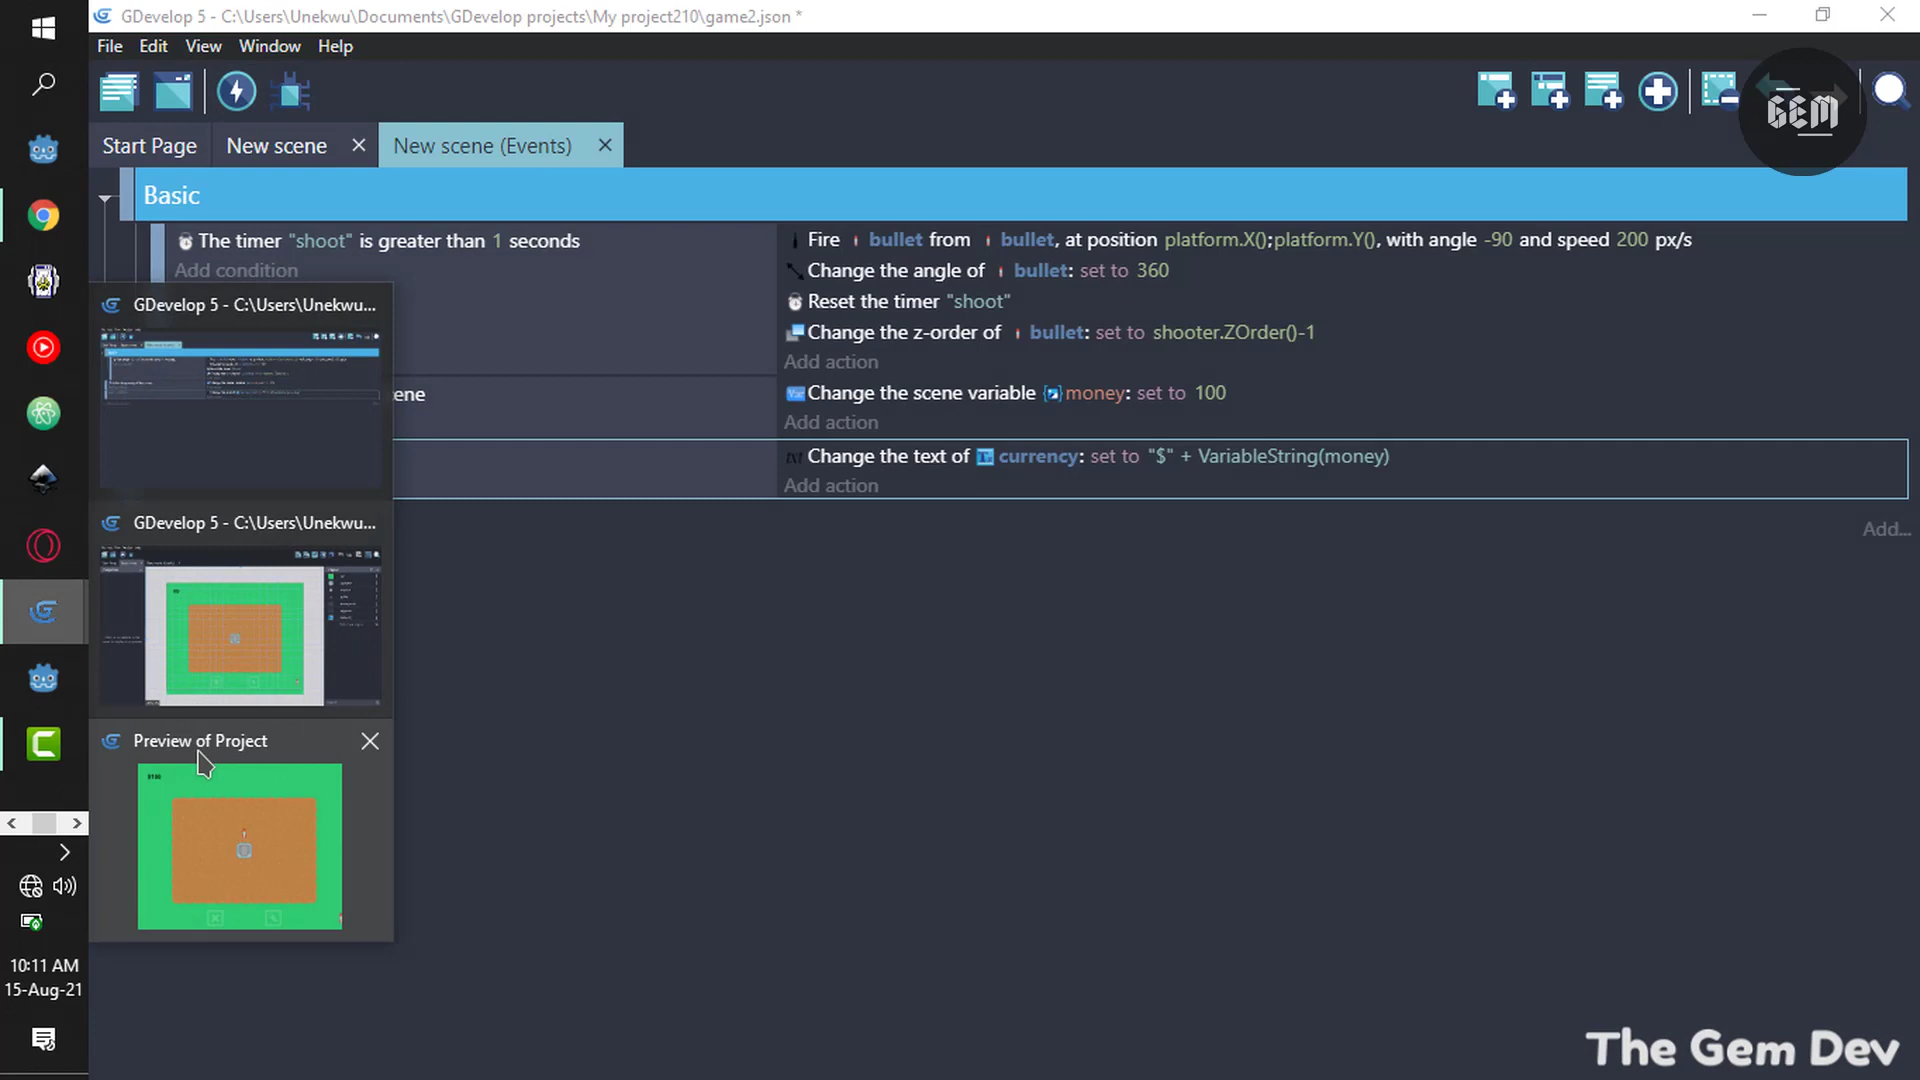 GDevelop 5 - C:\Users\Unekwu\Documents\GDevelop projects\My project210\game2.json *
File Edit View Window Help
GEM
Start Page New scene New scene (Events)
Basic
The timer "shoot" is greater than 1 seconds
Add condition
Fire bullet from bullet, at position platform.X();platform.Y(), with angle -90 and speed 200 px/s
Change the angle of bullet: set to 360
Reset the timer "shoot"
Change the z-order of bullet: set to shooter.ZOrder()-1
Add action
ene
Change the scene variable money: set to 100
Add action
Change the text of currency: set to "$" + VariableString(money)
Add action
Add...
GDevelop 5 - C:\Users\Unekwu...
GDevelop 5 - C:\Users\Unekwu...
Preview of Project
$100
10:11 AM
15-Aug-21
The Gem Dev